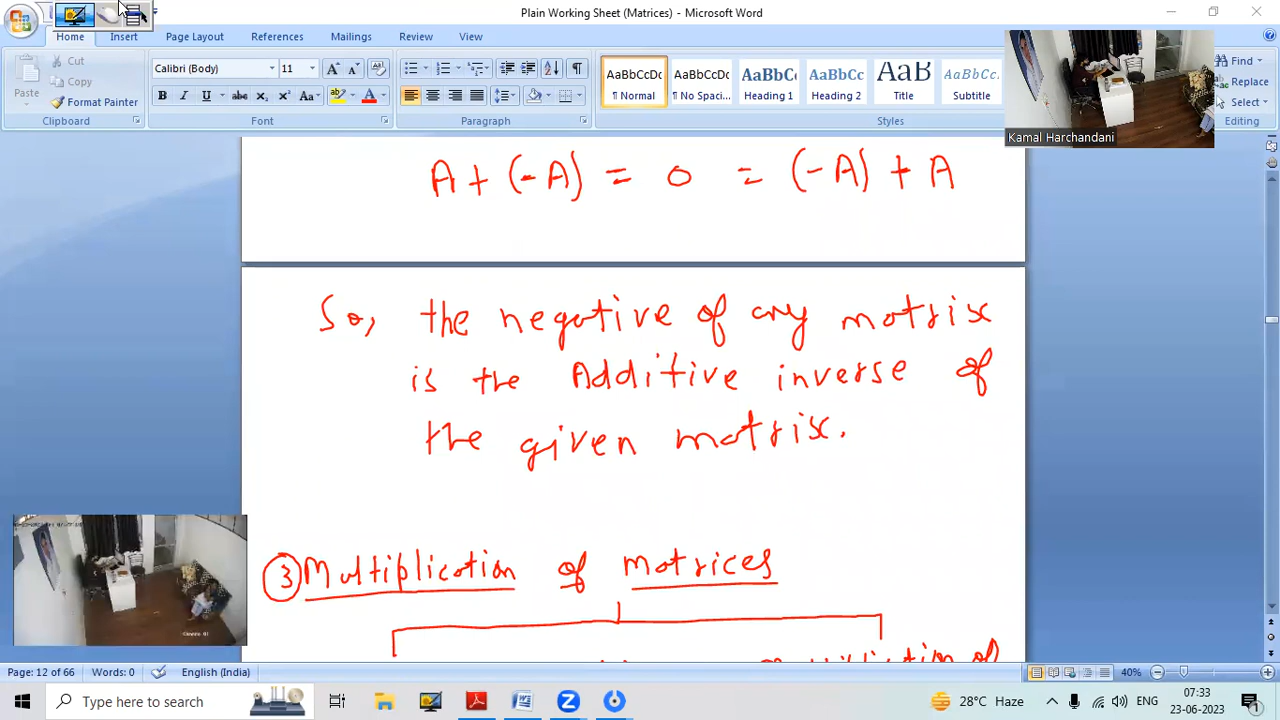 Plain Working Sheet (Matrices) - Microsoft Word
Home Insert Page Layout References Mailings Review View
Cut
Copy
Paste
Format Painter
Clipboard
Calibri (Body) 11
Font
Paragraph
AaBbCcDc AaBbCcDc AaBbC AaBbCc AaB AaBbCc
¶ Normal ¶ No Spaci... Heading 1 Heading 2 Title Subtitle
Styles
Find
Replace
Select
Editing
Kamal Harchandani
A + (-A) = 0 = (-A) + A
So, the negative of any matrix
is the Additive inverse of
the given matrix.
③ Multiplication of matrices
Page: 12 of 66 Words: 0 English (India) 40%
Type here to search
28°C Haze ENG 07:33
23-06-2023